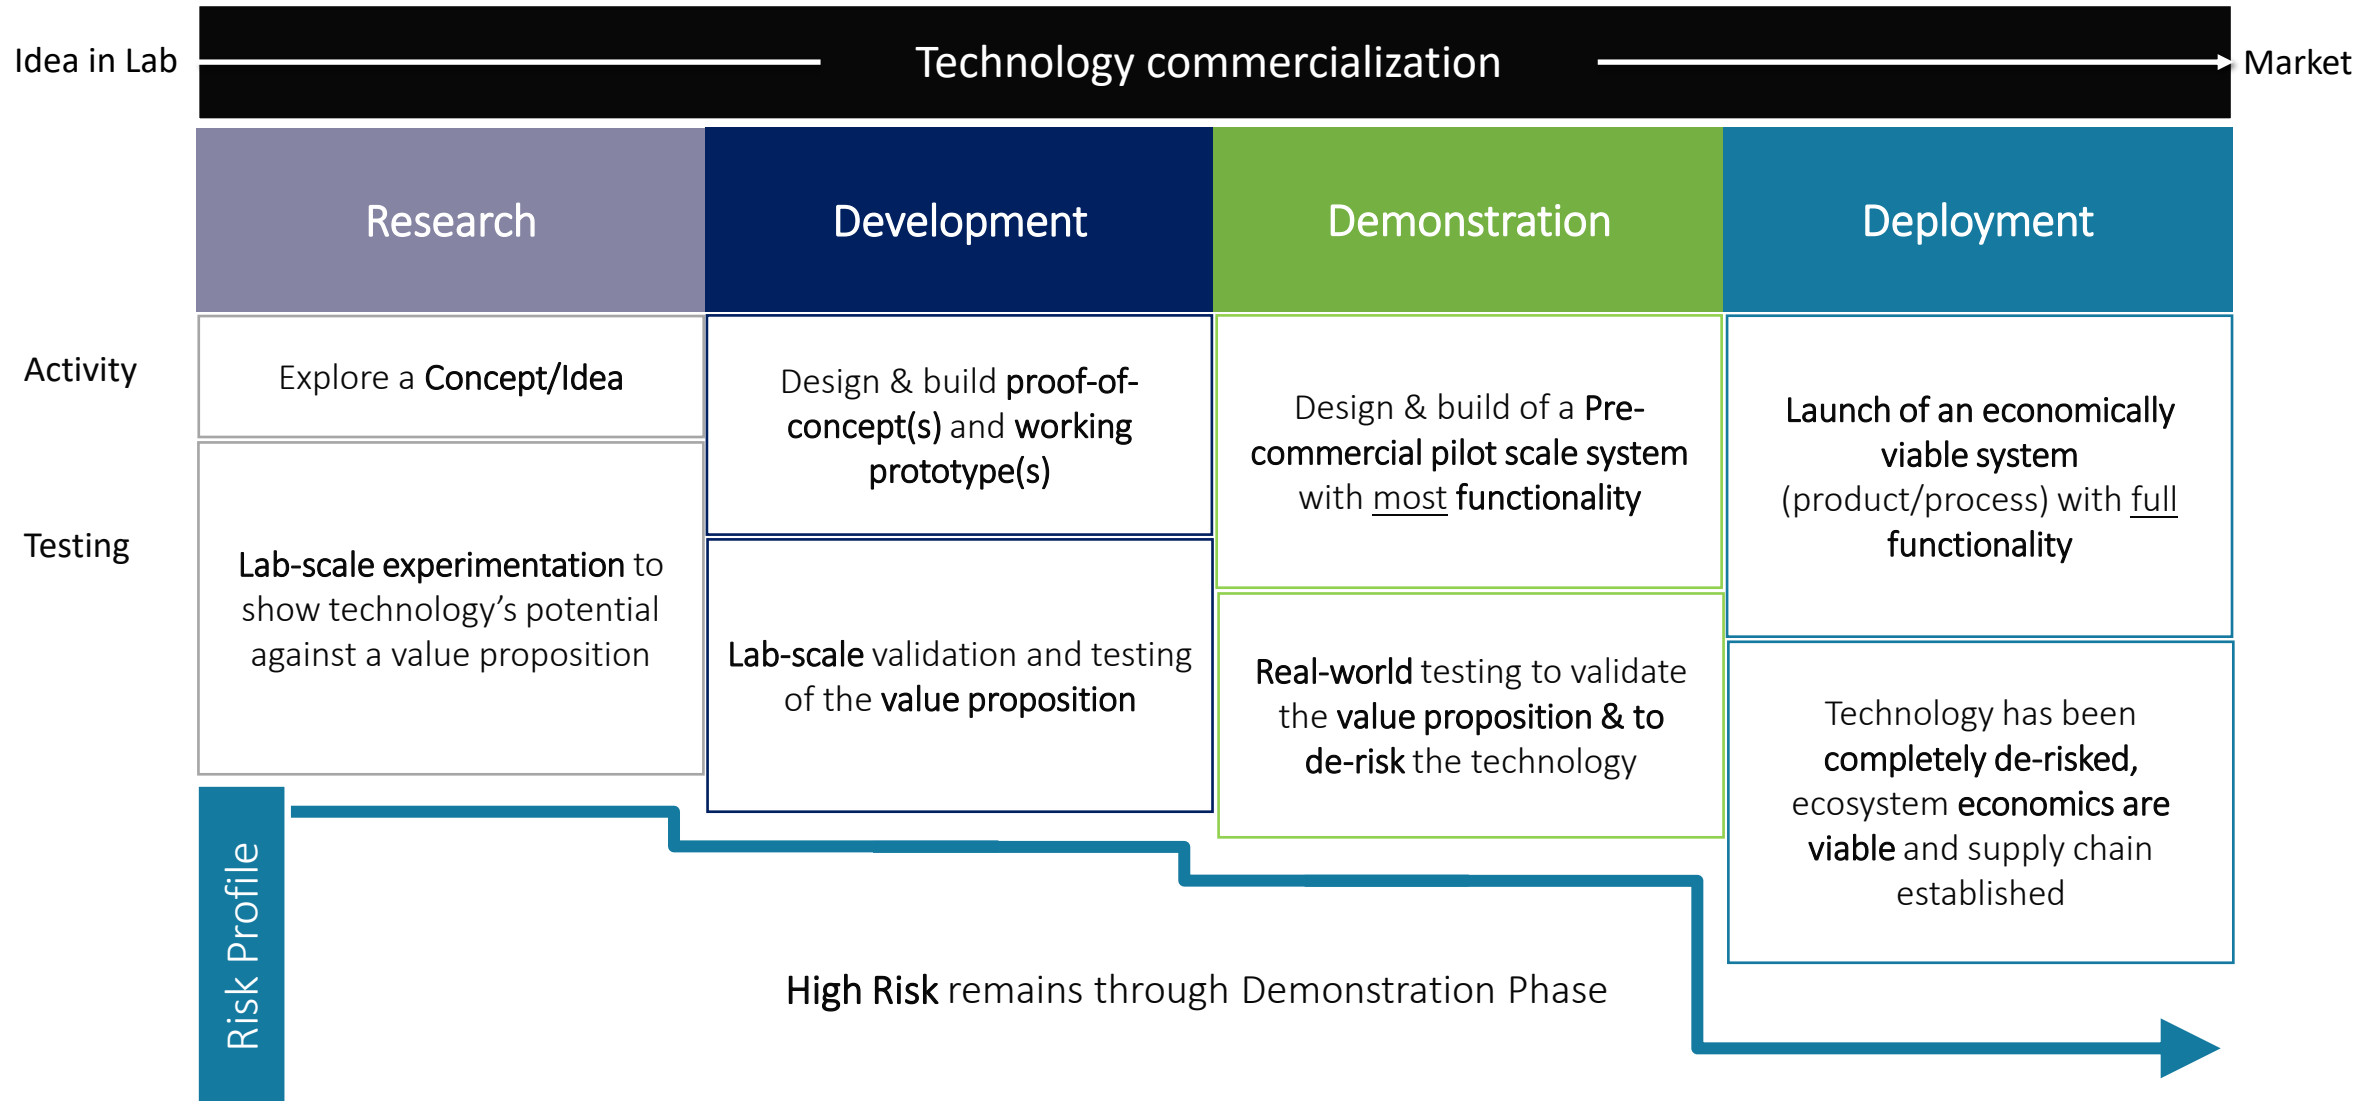 Idea in Lab
Technology commercialization
Market
Research
Development
Demonstration
Deployment
Activity
Explore a Concept/Idea
Design & build proof-of-
concept(s) and working
prototype(s)
Design & build of a Pre-
commercial pilot scale system
with most functionality
Launch of an economically
viable system
(product/process) with full
functionality
Testing
Lab-scale experimentation to
show technology’s potential
against a value proposition
Lab-scale validation and testing
of the value proposition
Real-world testing to validate
the value proposition & to
de-risk the technology
Technology has been
completely de-risked,
ecosystem economics are
viable and supply chain
established
Risk Profile
High Risk remains through Demonstration Phase